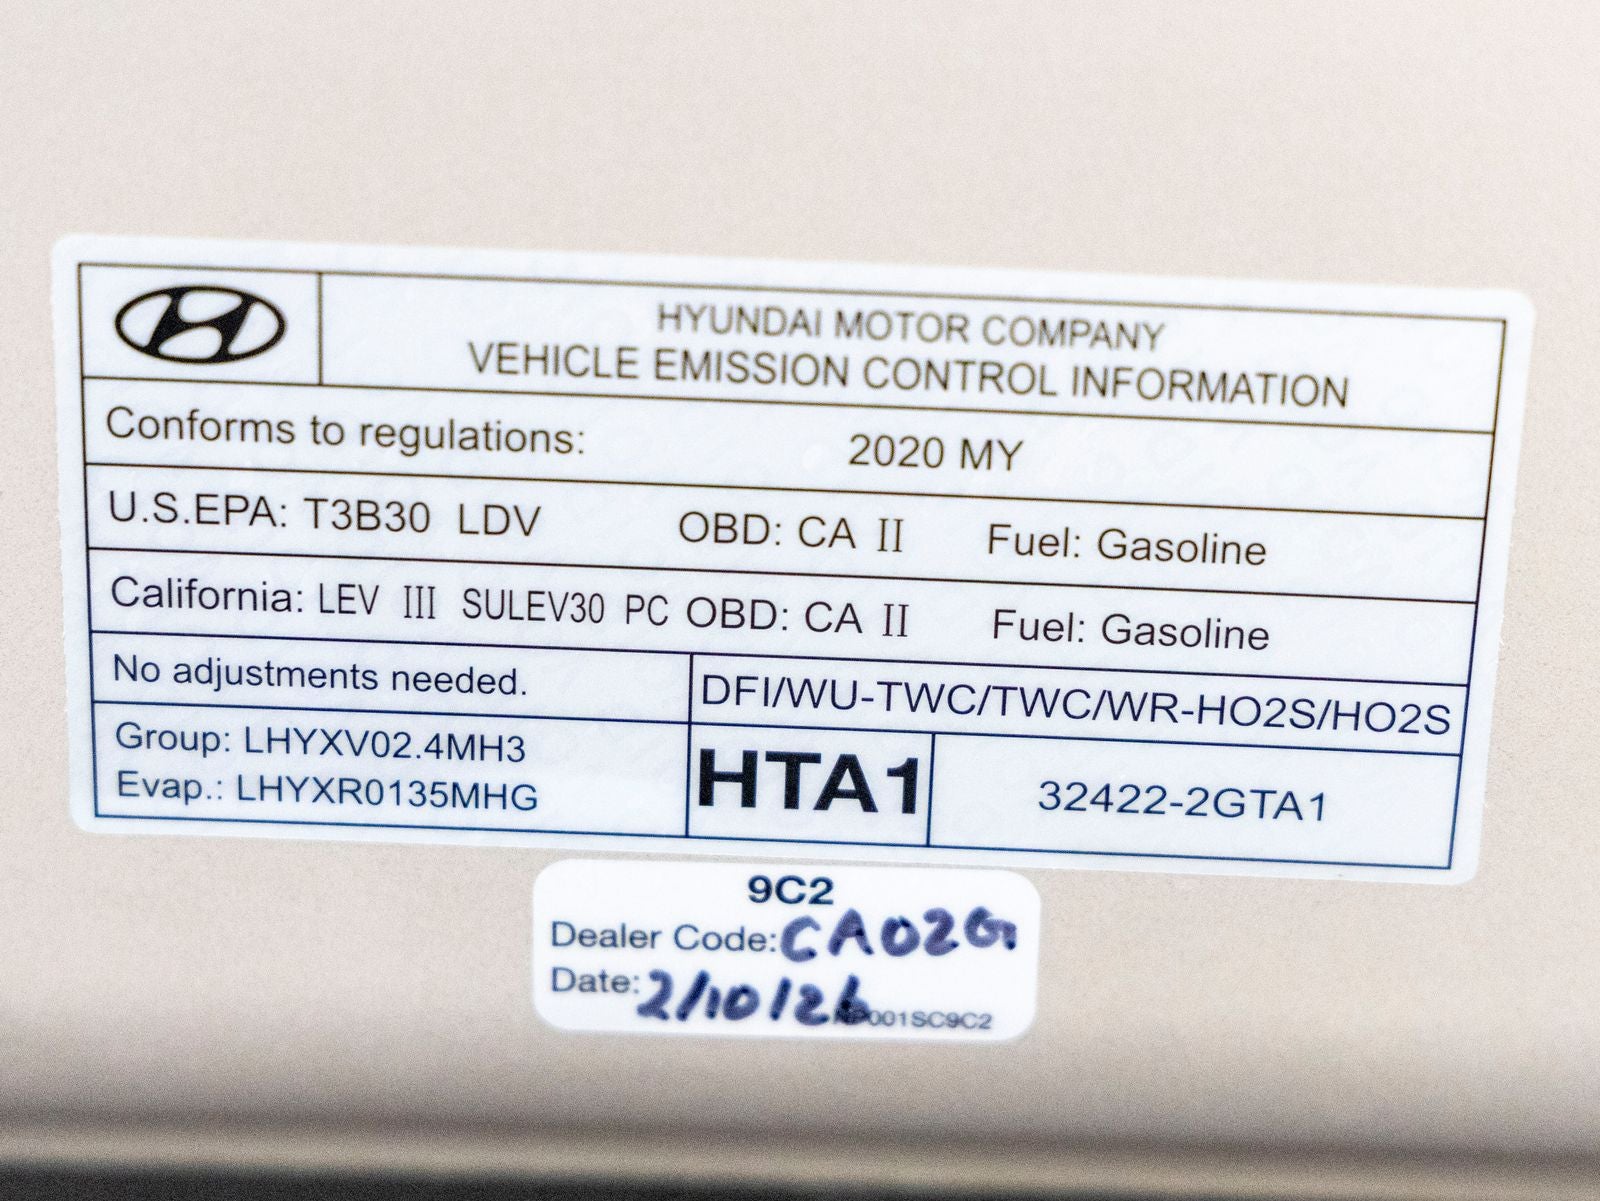 HYUNDAI MOTOR COMPANY
VEHICLE EMISSION CONTROL INFORMATION
Conforms to regulations: 2020 MY
U.S.EPA: T3B30 LDV OBD: CA II Fuel: Gasoline
California: LEV III SULEV30 PC OBD: CA II Fuel: Gasoline
No adjustments needed.
DFI/WU-TWC/TWC/WR-HO2S/HO2S
Group: LHYXV02.4MH3
Evap.: LHYXR0135MHG
HTA1
32422-2GTA1
9C2
Dealer Code: CA02G
Date: 2/10/26